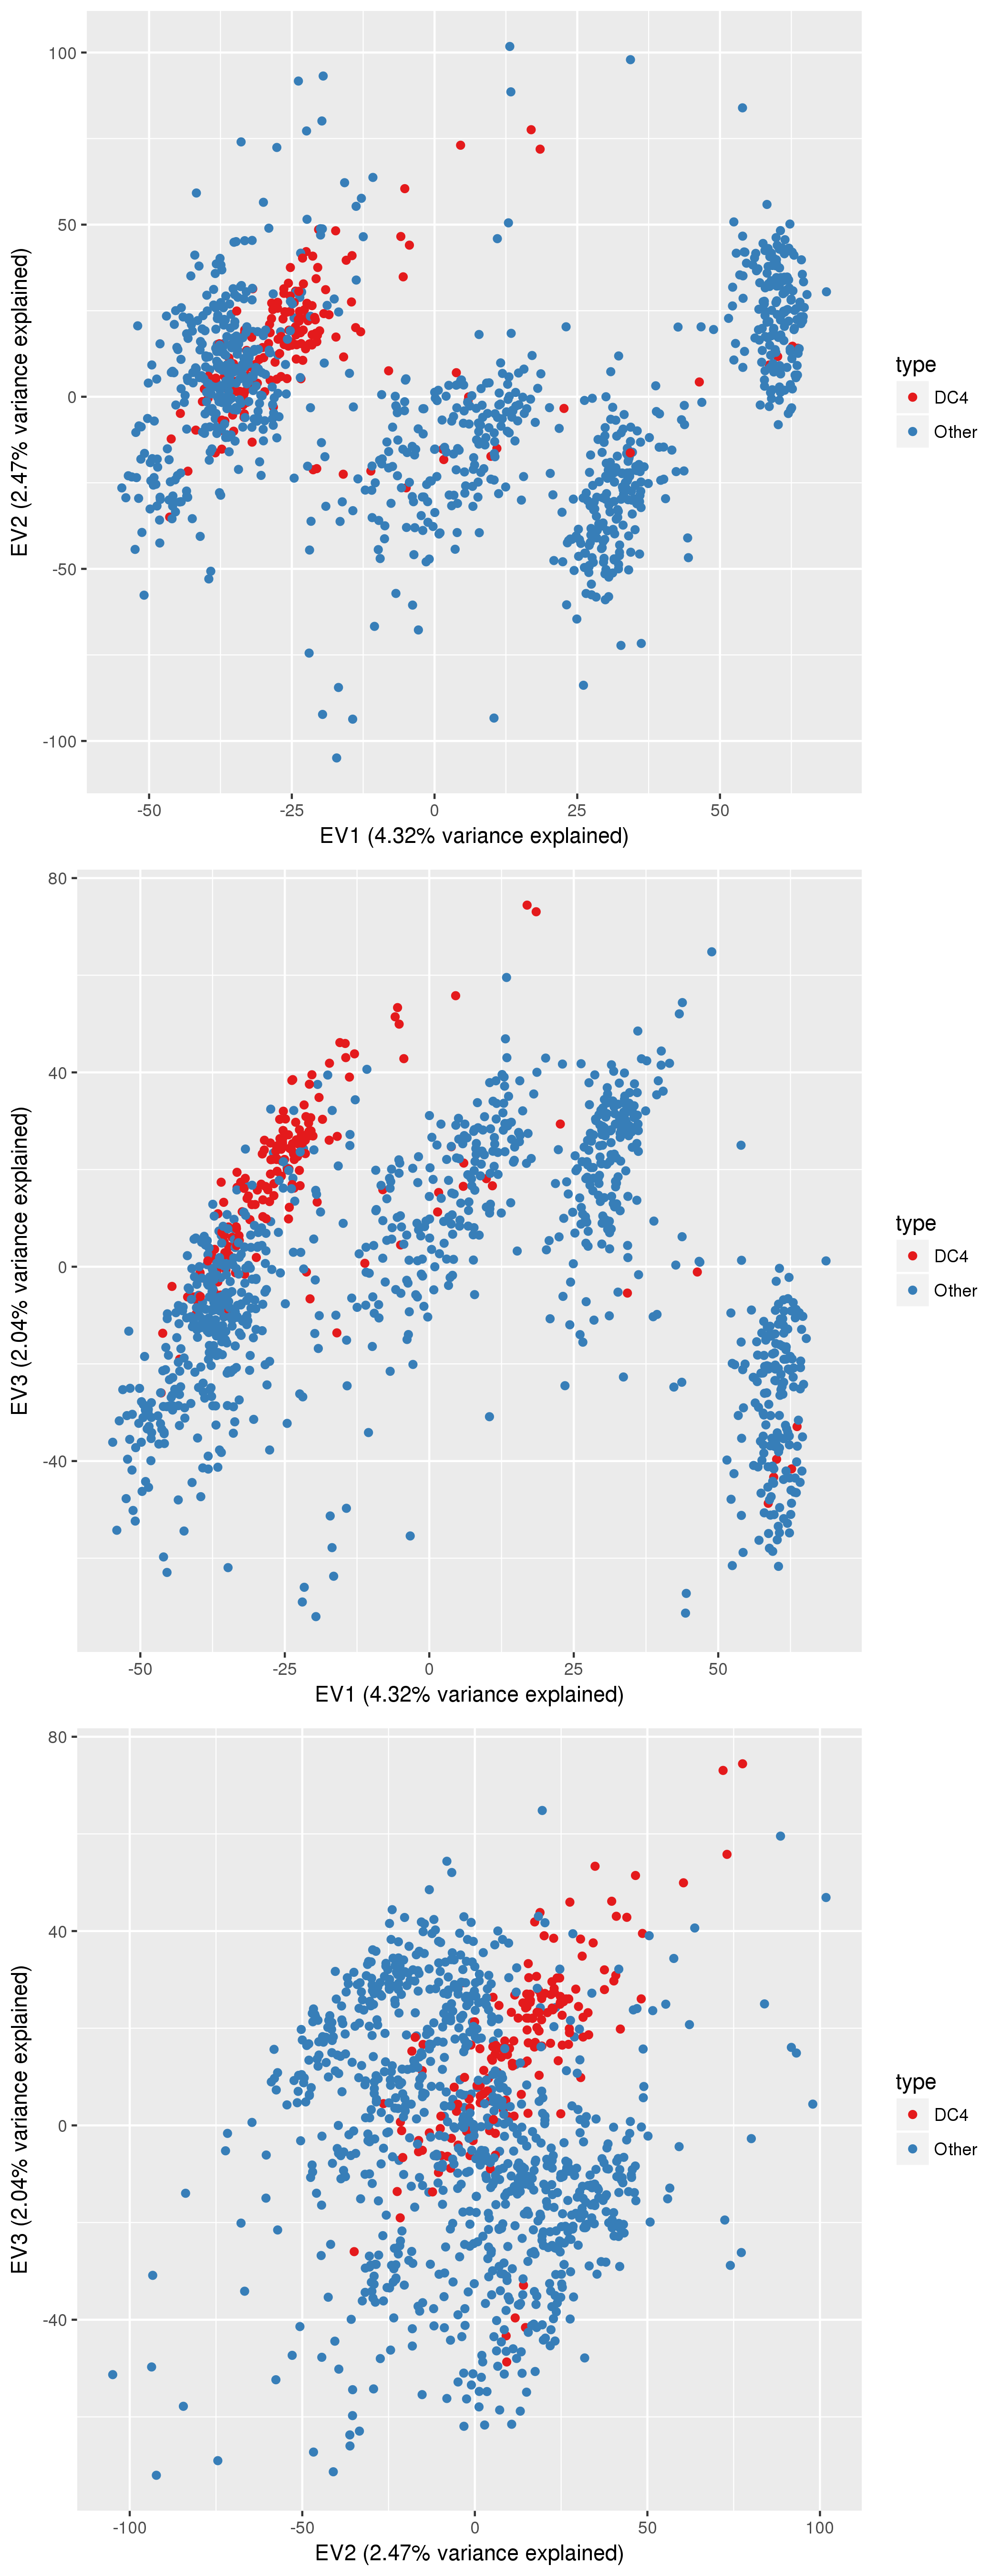 100
50
0
-50
-100
EV2 (2.47% variance explained)
-50 -25 0 25 50
EV1 (4.32% variance explained)
type
DC4
Other
80
40
0
-40
EV3 (2.04% variance explained)
-50 -25 0 25 50
EV1 (4.32% variance explained)
type
DC4
Other
80
40
0
-40
EV3 (2.04% variance explained)
-100 -50 0 50 100
EV2 (2.47% variance explained)
type
DC4
Other